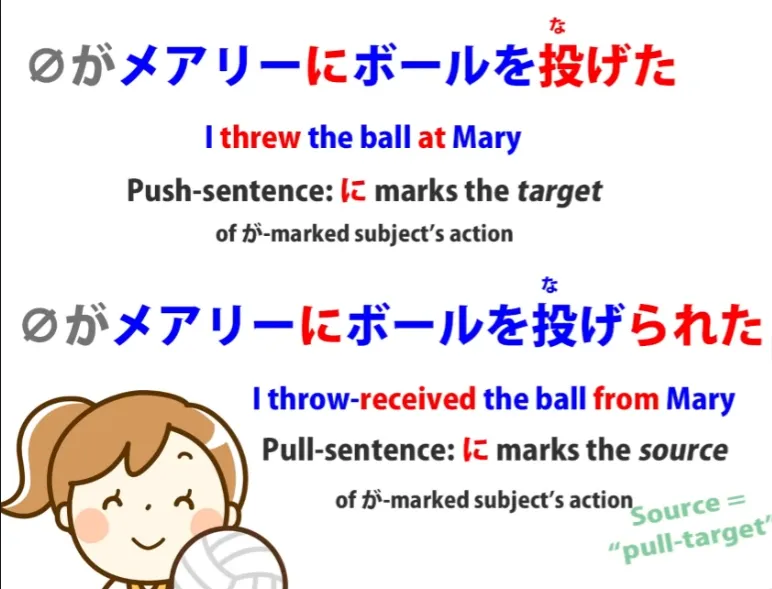 な
∅がメアリーにボールを投げた
I threw the ball at Mary
Push-sentence: に marks the target
of が-marked subject's action
な
∅がメアリーにボールを投げられた
I throw-received the ball from Mary
Pull-sentence: に marks the source
of が-marked subject's action
Source =
"pull-target"